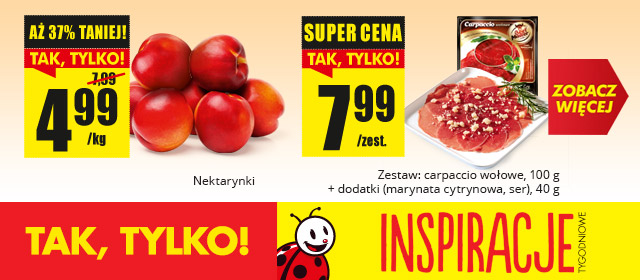 AŻ 37% TANIEJ!
TAK, TYLKO!
7,99
4 99
/kg
Nektarynki
SUPER CENA
TAK, TYLKO!
7 99
/zest.
Carpaccio
Zestaw: carpaccio wołowe, 100 g
+ dodatki (marynata cytrynowa, ser), 40 g
ZOBACZ
WIĘCEJ
TAK, TYLKO!
INSPIRACJE
TYGODNIOWE